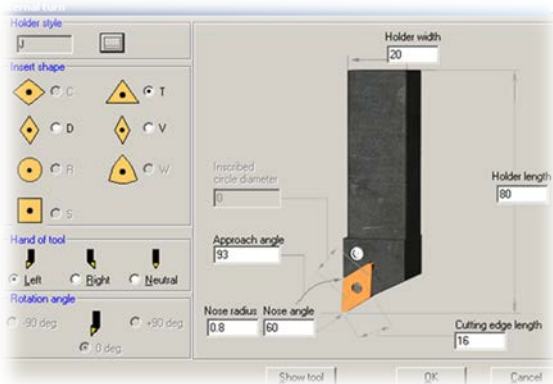 ternal turn
Holder style
J
Insert shape
C
T
D
V
R
W
S
Hand of tool
Left
Right
Neutral
Rotation angle
-90 deg
+90 deg
0 deg
Holder width
20
Holder length
80
Inscribed
circle diameter
0
Approach angle
93
Nose radius
0.8
Nose angle
60
Cutting edge length
16
Show tool
OK
Cancel